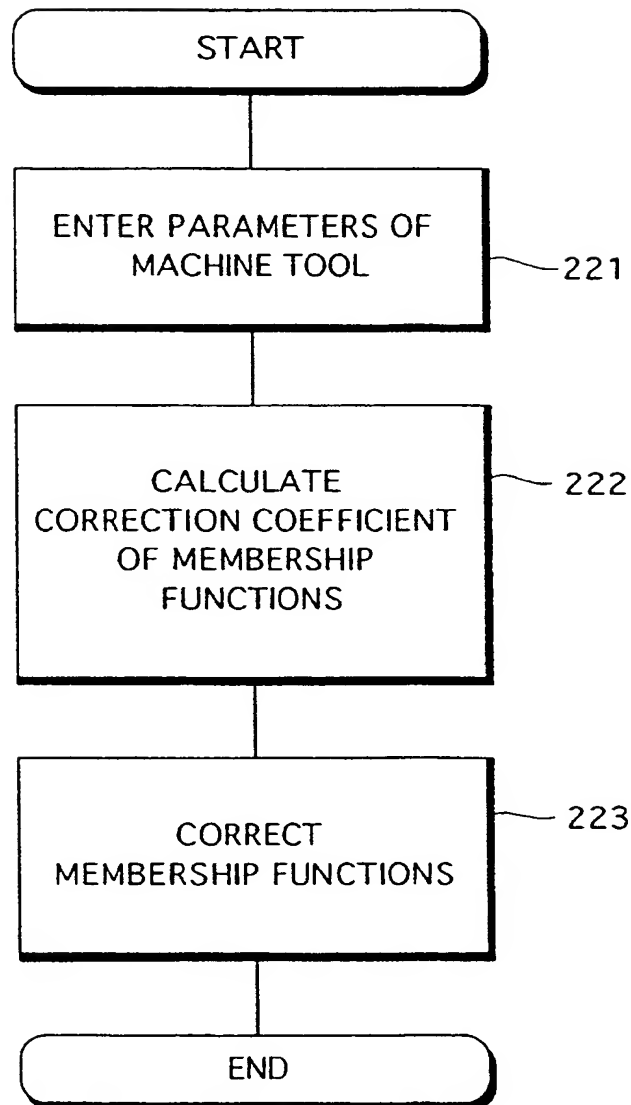 START
ENTER PARAMETERS OF
MACHINE TOOL
221
CALCULATE
CORRECTION COEFFICIENT
OF MEMBERSHIP
FUNCTIONS
222
CORRECT
MEMBERSHIP FUNCTIONS
223
END